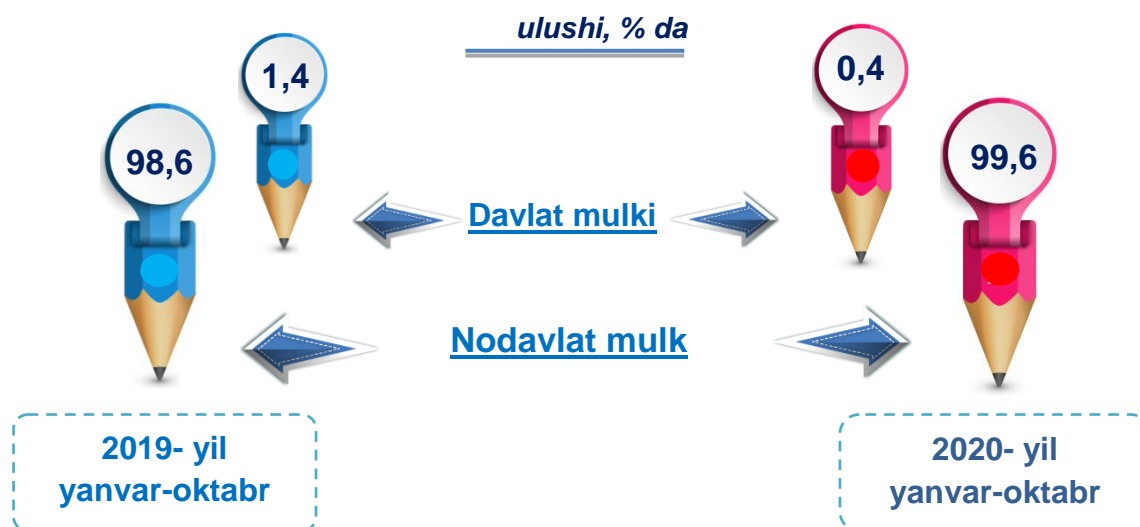 ulushi, % da
1,4
0,4
98,6
99,6
Davlat mulki
Nodavlat mulk
2019- yil
yanvar-oktabr
2020- yil
yanvar-oktabr